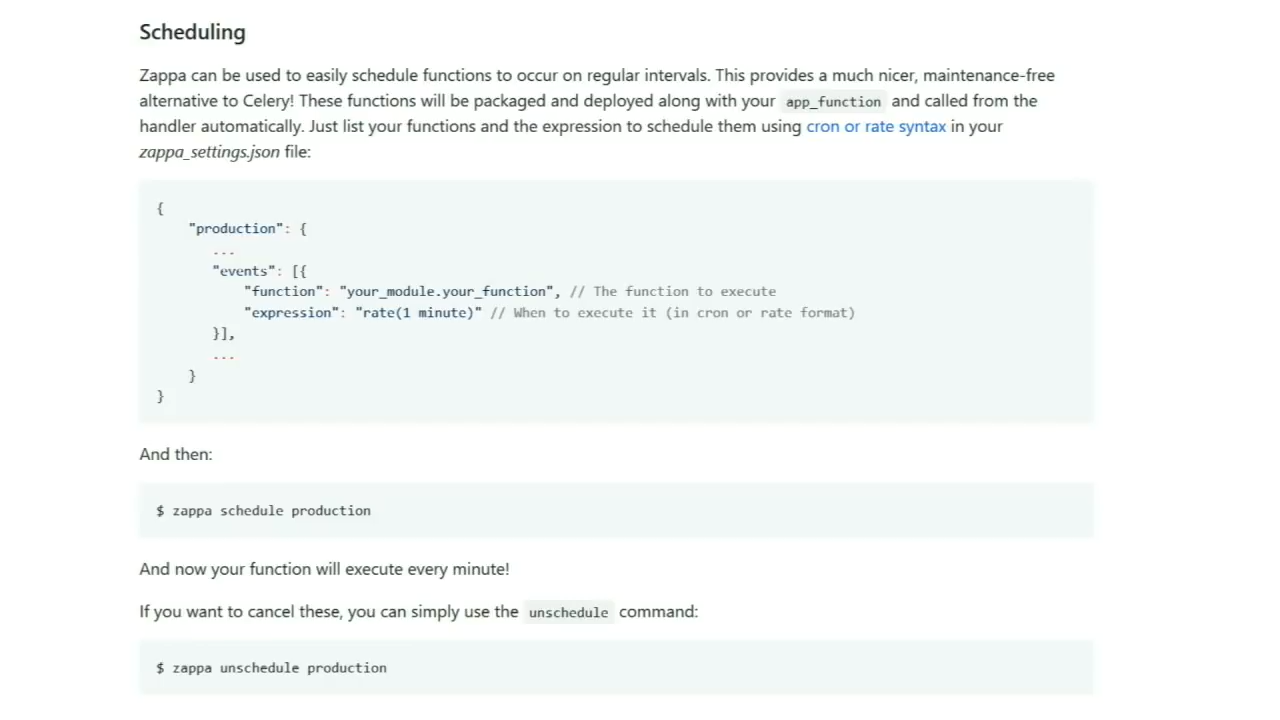 Scheduling
Zappa can be used to easily schedule functions to occur on regular intervals. This provides a much nicer, maintenance-free
alternative to Celery! These functions will be packaged and deployed along with your app_function and called from the
handler automatically. Just list your functions and the expression to schedule them using cron or rate syntax in your
zappa_settings.json file:
{
    "production": {
       ...
       "events": [{
           "function": "your_module.your_function", // The function to execute
           "expression": "rate(1 minute)" // When to execute it (in cron or rate format)
       }],
       ...
    }
}
And then:
$ zappa schedule production
And now your function will execute every minute!
If you want to cancel these, you can simply use the unschedule command:
$ zappa unschedule production